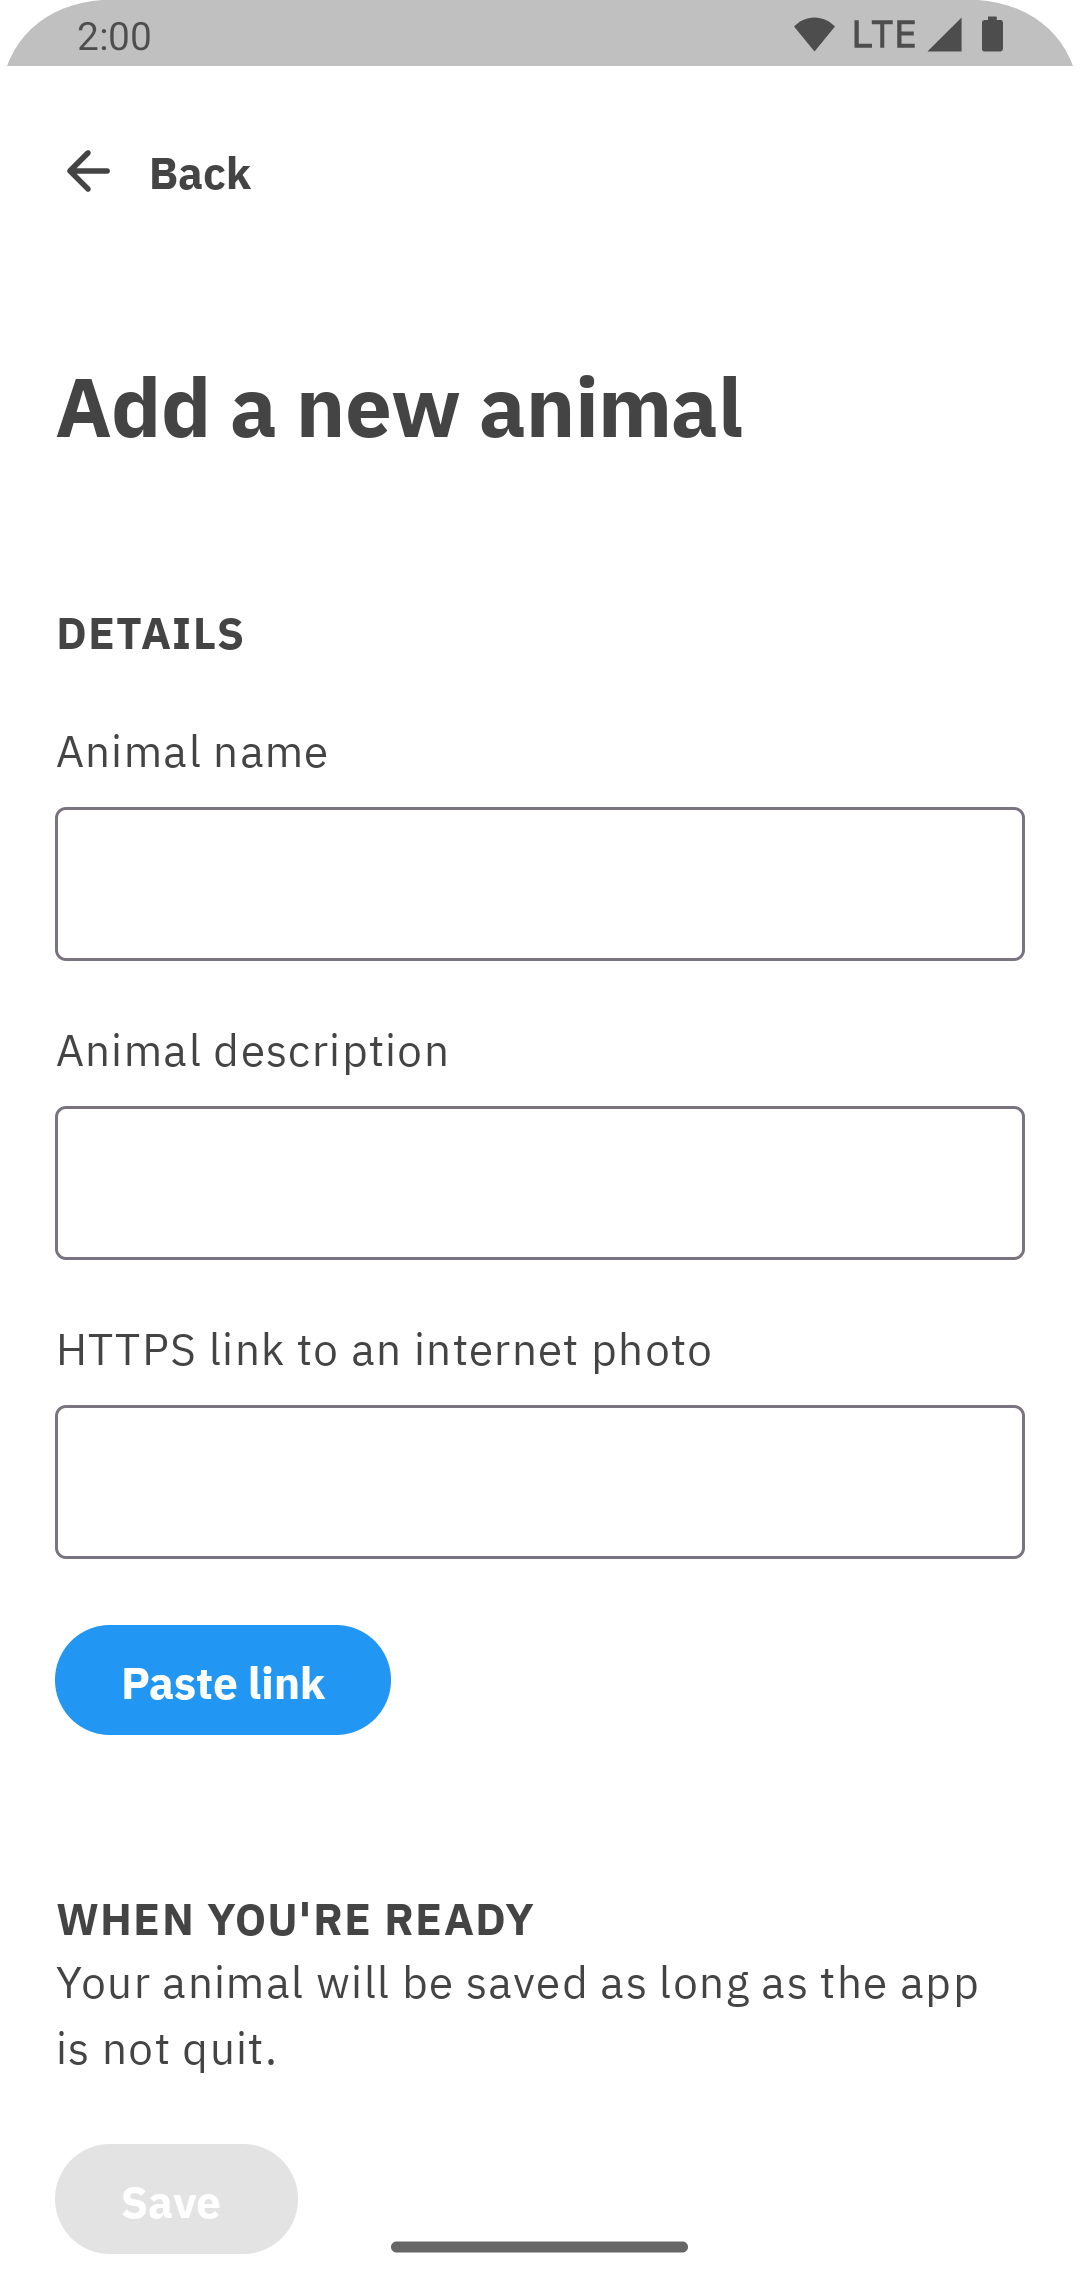 2:00
LTE
Back
Add a new animal
DETAILS
Animal name
Animal description
HTTPS link to an internet photo
Paste link
WHEN YOU'RE READY
Your animal will be saved as long as the app
is not quit.
Save